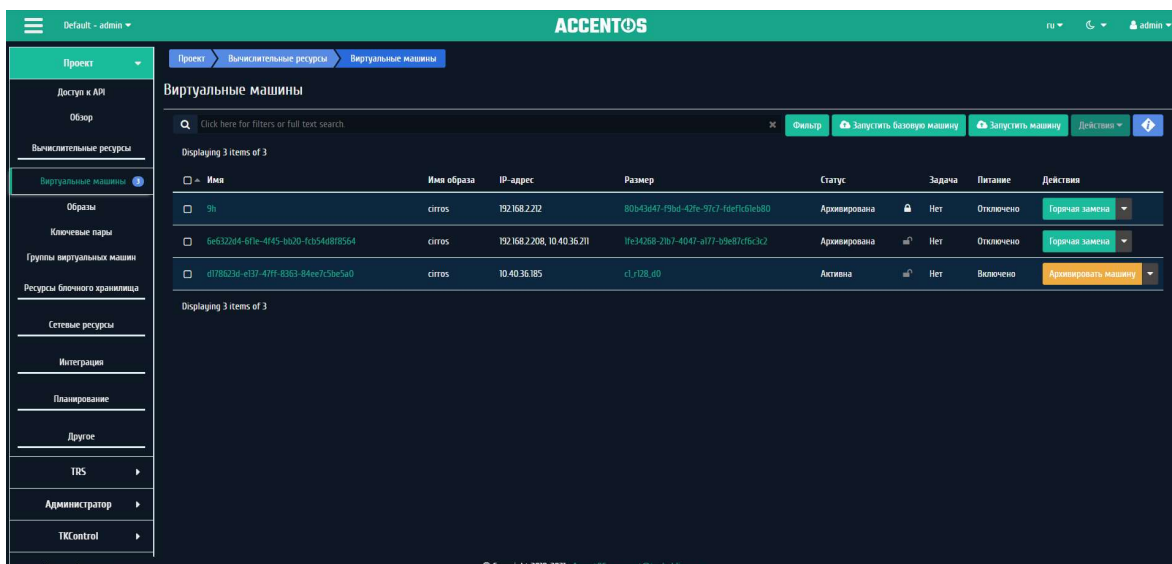 Default - admin
ACCENTOS
ru
admin
Проект
Доступ к API
Обзор
Вычислительные ресурсы
Виртуальные машины 3
Образы
Ключевые пары
Группы виртуальных машин
Ресурсы блочного хранилища
Сетевые ресурсы
Интеграция
Планирование
Другое
TRS
Администратор
TKControl
Проект Вычислительные ресурсы Виртуальные машины
Виртуальные машины
Click here for filters or full text search. Фильтр Запустить базовую машину Запустить машину Действия
Displaying 3 items of 3
Имя Имя образа IP-адрес Размер Статус Задача Питание Действия
9h cirros 192.168.2.212 80b43d47-f9bd-42fe-97c7-fdef1c61eb80 Архивирована Нет Отключено Горячая замена
6e6322d4-6f1e-4f45-bb20-fcb54d8f8564 cirros 192.168.2.208, 10.40.36.211 1fe34268-21b7-4047-a177-b9e87cf6c3c2 Архивирована Нет Отключено Горячая замена
d178623d-e137-47ff-8363-84ee7c5be5a0 cirros 10.40.36.185 cl_r128_d0 Активна Нет Включено Архивировать машину
Displaying 3 items of 3